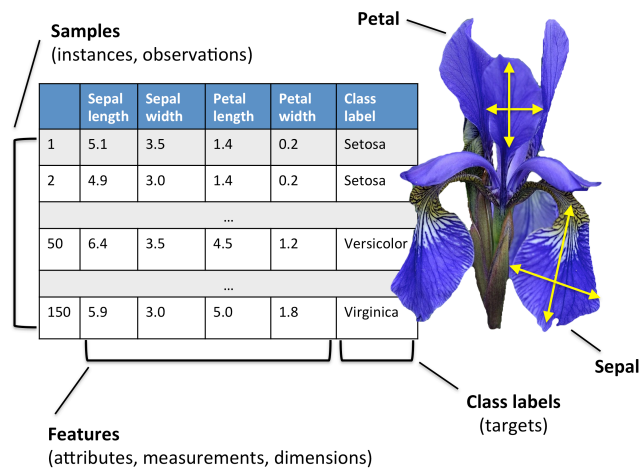 Samples
(instances, observations)
Petal
Sepal length Sepal width Petal length Petal width Class label
1 5.1 3.5 1.4 0.2 Setosa
2 4.9 3.0 1.4 0.2 Setosa
...
50 6.4 3.5 4.5 1.2 Versicolor
...
150 5.9 3.0 5.0 1.8 Virginica
Sepal
Class labels
(targets)
Features
(attributes, measurements, dimensions)